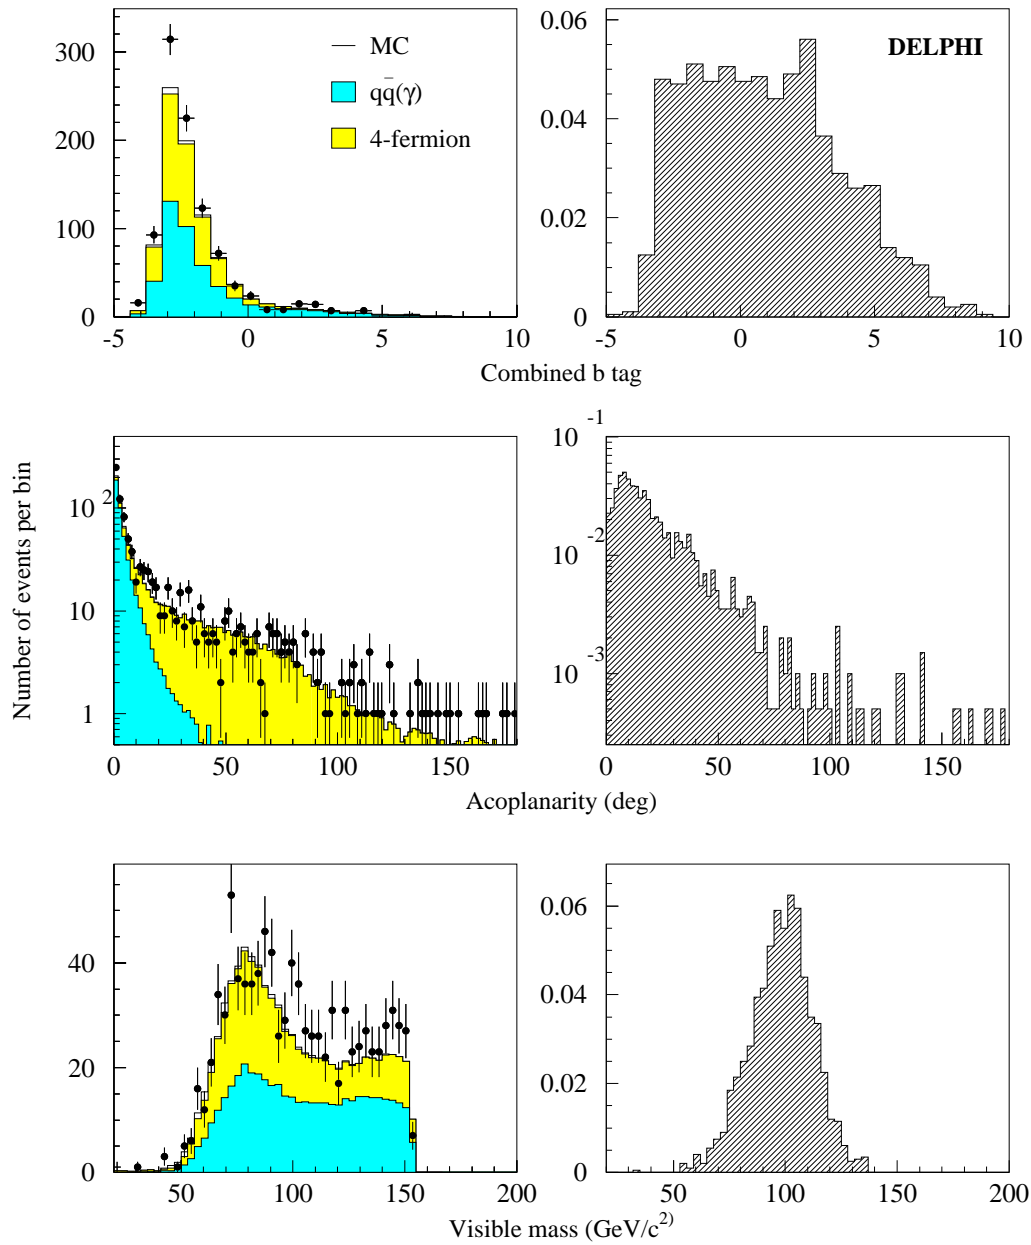 300
200
100
0
-5 0 5 10
MC
qq̄(γ)
4-fermion
0.06
0.04
0.02
0
-5 0 5 10
DELPHI
Combined b tag
Number of events per bin
10²
10
1
0 50 100 150
10⁻¹
10⁻²
10⁻³
0 50 100 150
Acoplanarity (deg)
40
20
0
50 100 150 200
0.06
0.04
0.02
0
50 100 150 200
Visible mass (GeV/c²⁾